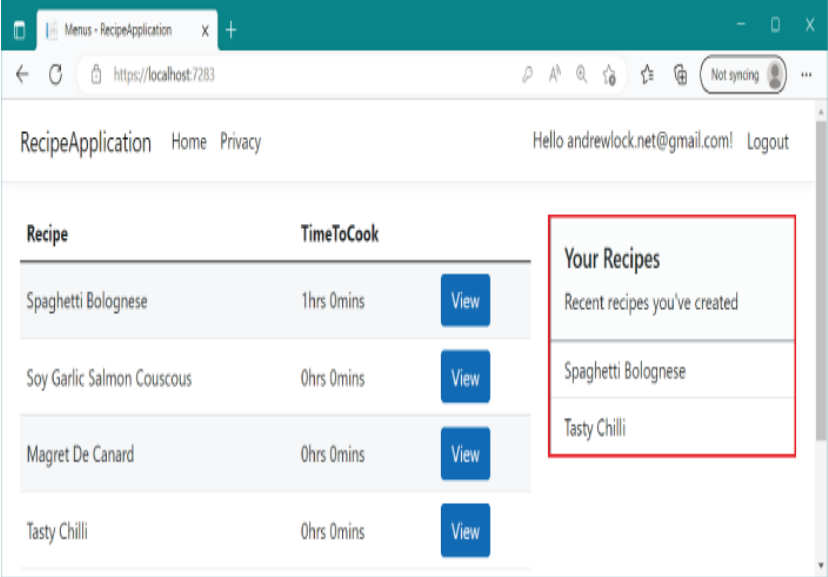 Menus - RecipeApplication
https://localhost:7283
Not syncing
RecipeApplication Home Privacy
Hello andrewlock.net@gmail.com! Logout
Recipe TimeToCook
Spaghetti Bolognese 1hrs 0mins View
Soy Garlic Salmon Couscous 0hrs 0mins View
Magret De Canard 0hrs 0mins View
Tasty Chilli 0hrs 0mins View
Your Recipes
Recent recipes you've created
Spaghetti Bolognese
Tasty Chilli